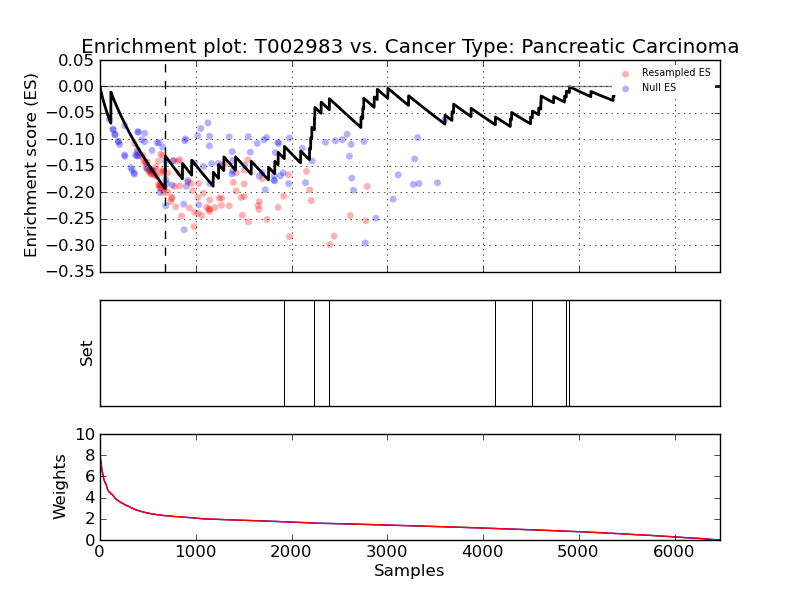 Enrichment plot: T002983 vs. Cancer Type: Pancreatic Carcinoma
Enrichment score (ES)
0.05
0.00
−0.05
−0.10
−0.15
−0.20
−0.25
−0.30
−0.35
Resampled ES
Null ES
Set
Weights
10
8
6
4
2
0
0 1000 2000 3000 4000 5000 6000
Samples